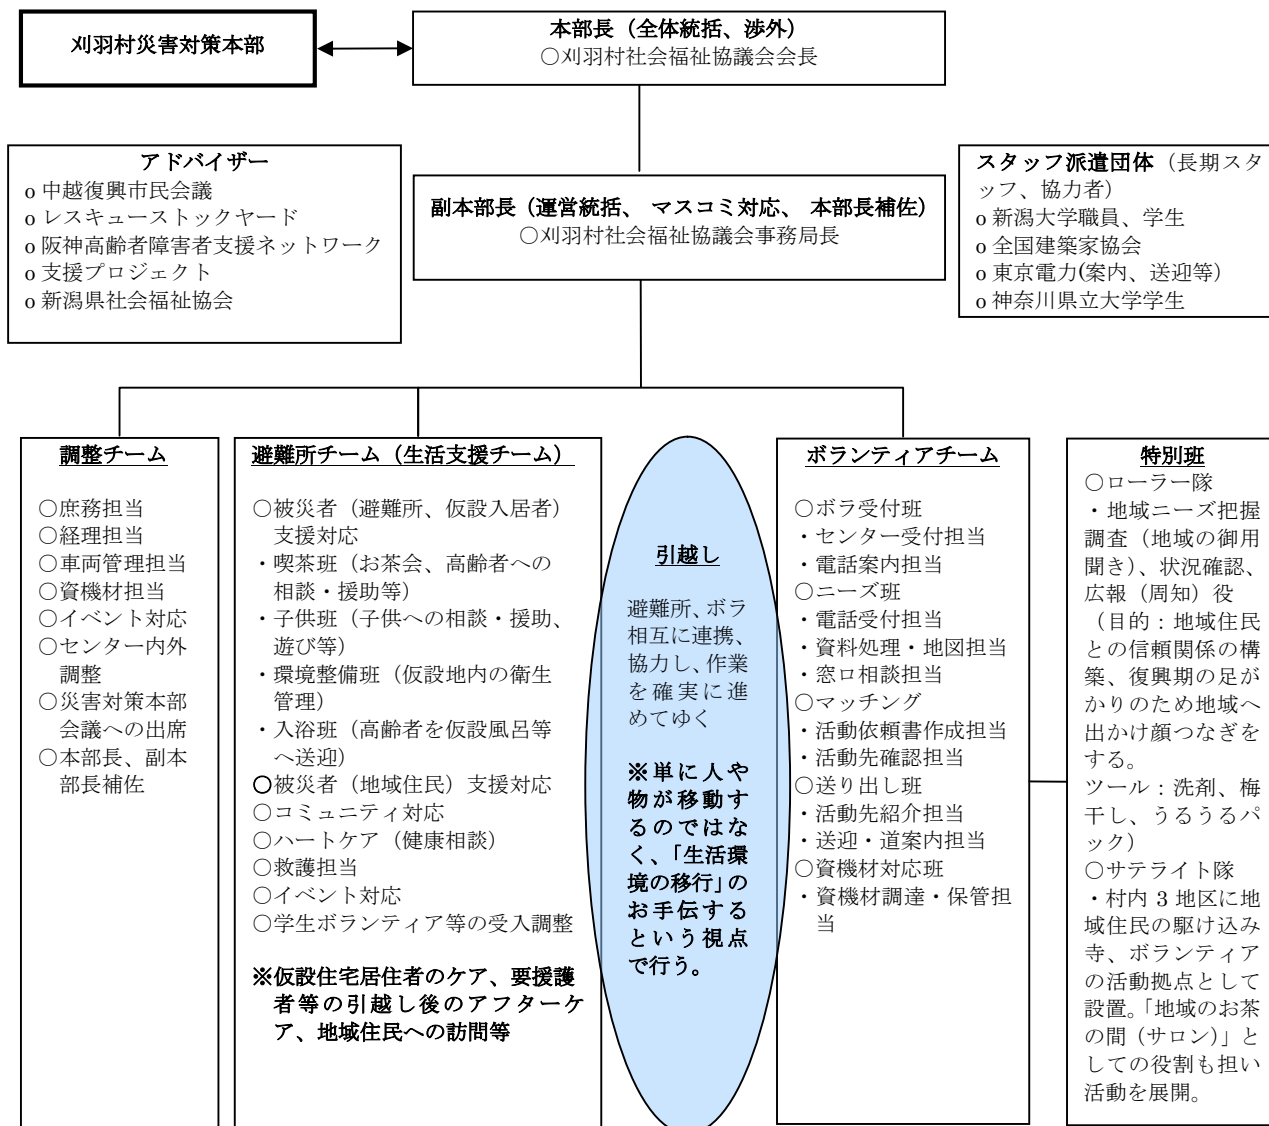 刈羽村災害対策本部
本部長（全体統括、渉外）
○刈羽村社会福祉協議会会長
アドバイザー
o 中越復興市民会議
o レスキューストックヤード
o 阪神高齢者障害者支援ネットワーク
o 支援プロジェクト
o 新潟県社会福祉協会
副本部長（運営統括、 マスコミ対応、 本部長補佐）
○刈羽村社会福祉協議会事務局長
スタッフ派遣団体（長期スタ
ッフ、協力者）
o 新潟大学職員、学生
o 全国建築家協会
o 東京電力(案内、送迎等）
o 神奈川県立大学学生
調整チーム
○庶務担当
○経理担当
○車両管理担当
○資機材担当
○イベント対応
○センター内外
調整
○災害対策本部
会議への出席
○本部長、副本
部長補佐
避難所チーム（生活支援チーム）
○被災者（避難所、仮設入居者）
支援対応
・喫茶班（お茶会、高齢者への
相談・援助等）
・子供班（子供への相談・援助、
遊び等）
・環境整備班（仮設地内の衛生
管理）
・入浴班（高齢者を仮設風呂等
へ送迎）
○被災者（地域住民）支援対応
○コミュニティ対応
○ハートケア（健康相談）
○救護担当
○イベント対応
○学生ボランティア等の受入調整
※仮設住宅居住者のケア、要援護
者等の引越し後のアフターケ
ア、地域住民への訪問等
引越し
避難所、ボラ
相互に連携、
協力し、作業
を確実に進
めてゆく
※単に人や
物が移動す
るのではな
く、「生活環
境の移行」の
お手伝する
という視点
で行う。
ボランティアチーム
○ボラ受付班
・センター受付担当
・電話案内担当
○ニーズ班
・電話受付担当
・資料処理・地図担当
・窓口相談担当
○マッチング
・活動依頼書作成担当
・活動先確認担当
○送り出し班
・活動先紹介担当
・送迎・道案内担当
○資機材対応班
・資機材調達・保管担
当
特別班
○ローラー隊
・地域ニーズ把握
調査（地域の御用
聞き）、状況確認、
広報（周知）役
（目的：地域住民
との信頼関係の構
築、復興期の足が
かりのため地域へ
出かけ顔つなぎを
する。
ツール：洗剤、梅
干し、うるうるパ
ック）
○サテライト隊
・村内 3 地区に地
域住民の駆け込み
寺、ボランティア
の活動拠点として
設置。「地域のお茶
の間（サロン）」と
しての役割も担い
活動を展開。